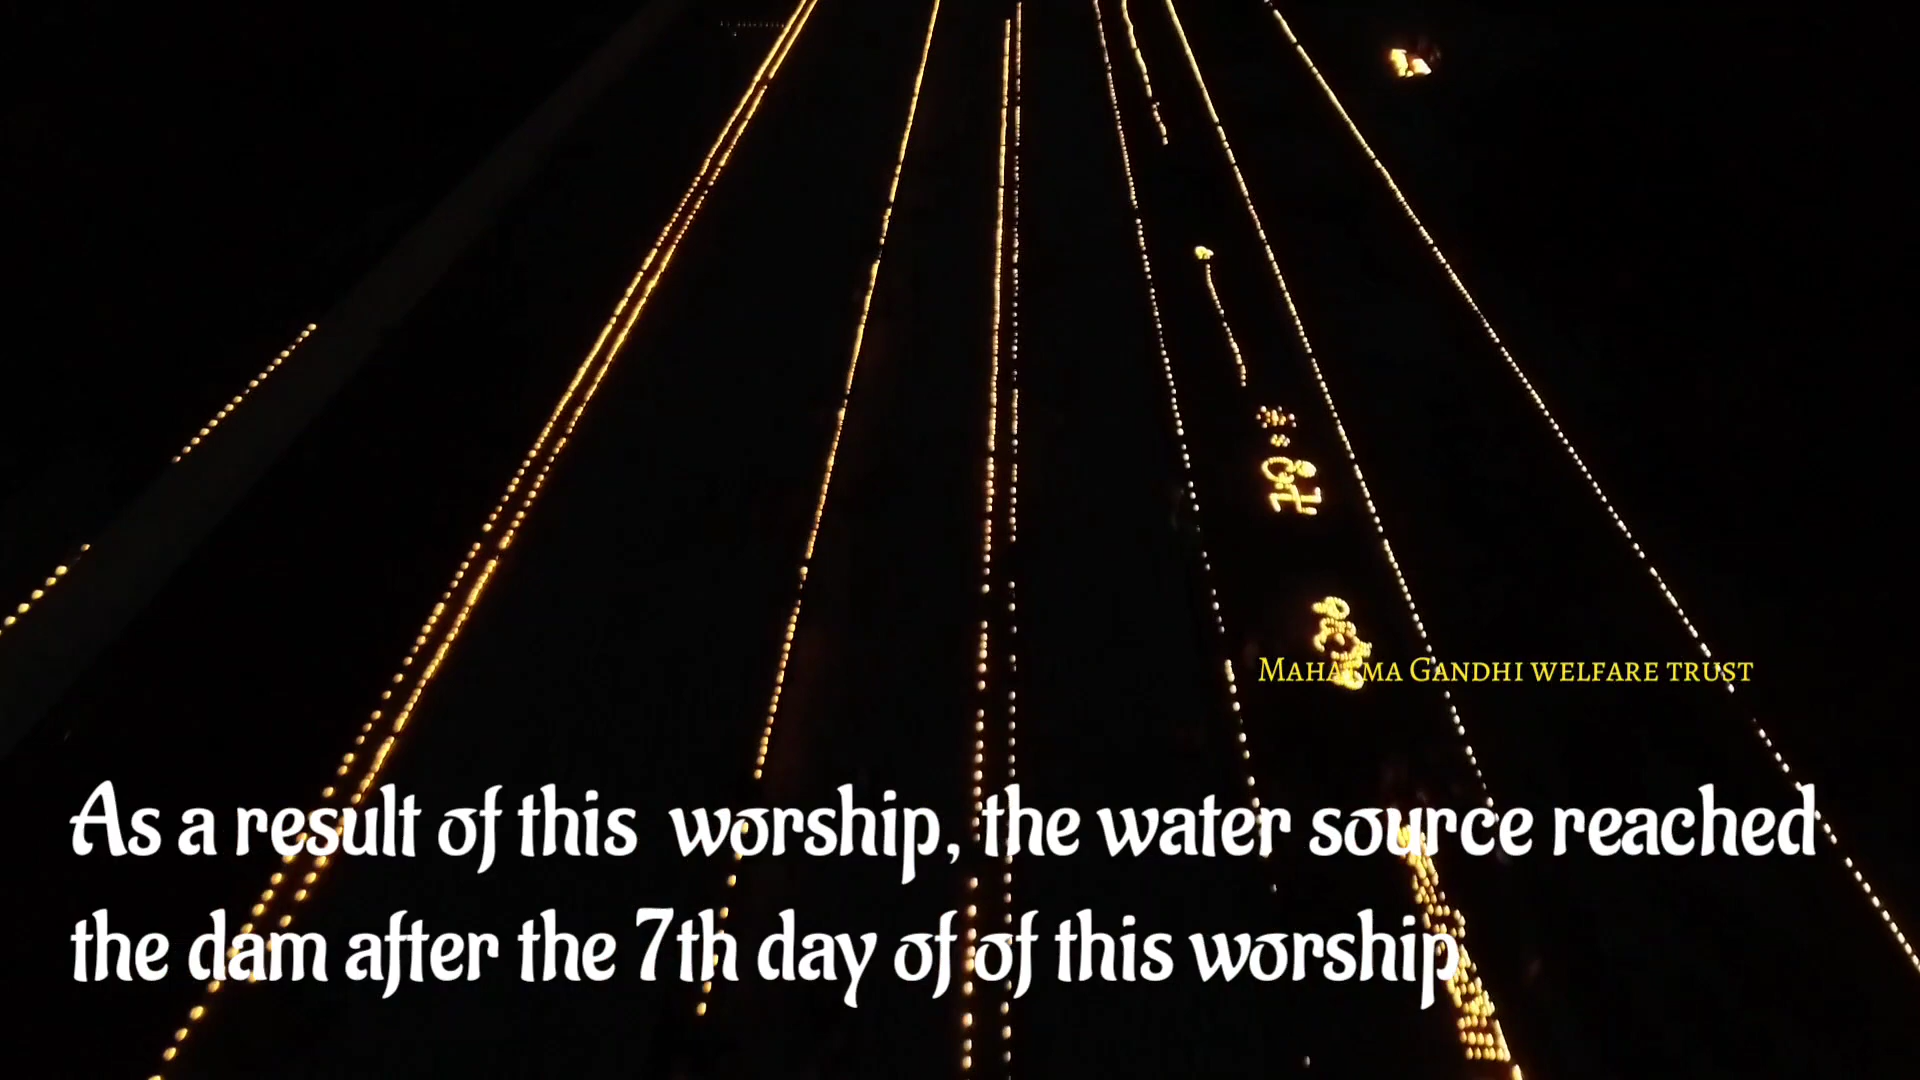 Mahatma Gandhi welfare trust
As a result of this worship, the water source reached
the dam after the 7th day of of this worship